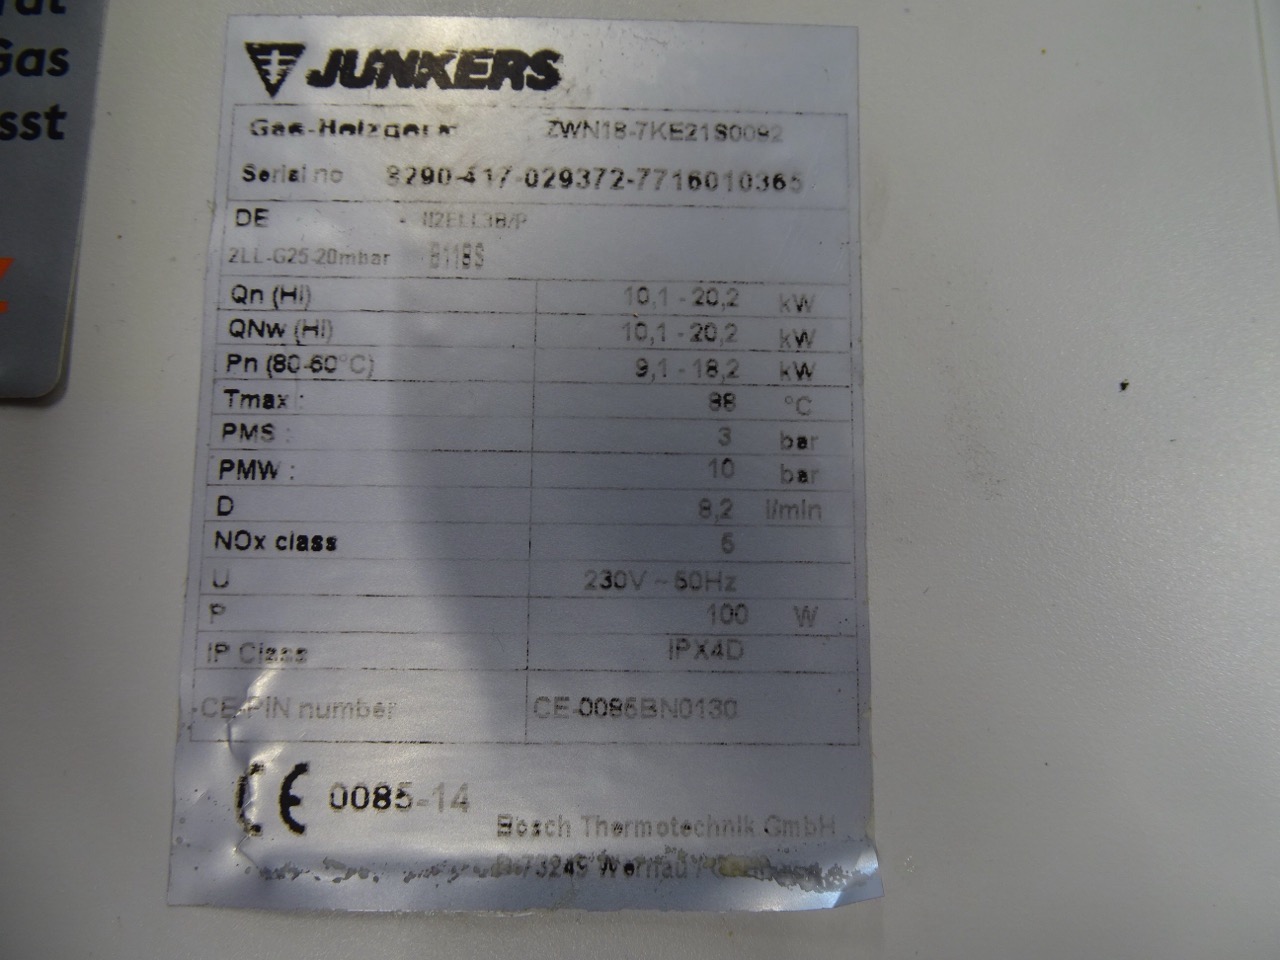 Gas
sst
JUNKERS
Gas-Heizgerät ZWN18-7KE21S0092
Serial no 8290-417-029372-7716010365
DE - II2ELL3B/P
2LL-G25-20mbar B11BS
Qn (Hi) 10,1 - 20,2 kW
QNw (Hi) 10,1 - 20,2 kW
Pn (80-60°C) 9,1 - 18,2 kW
Tmax : 88 °C
PMS : 3 bar
PMW : 10 bar
D 8,2 l/min
NOx class 5
U 230V ~ 50Hz
P 100 W
IP Class IPX4D
CE-PIN number CE-0085BN0130
CE 0085-14
Bosch Thermotechnik GmbH
D-73249 Wernau /